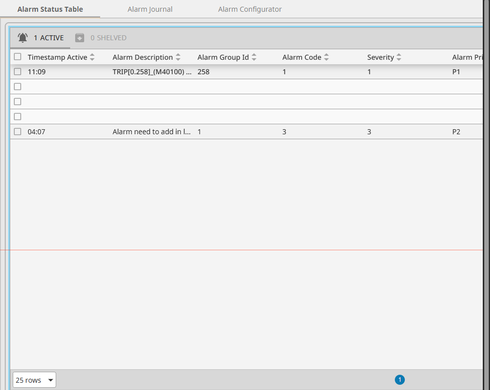 Alarm Status Table Alarm Journal Alarm Configurator
1 ACTIVE 0 SHELVED
Timestamp Active Alarm Description Alarm Group Id Alarm Code Severity Alarm Pri
11:09 TRIP[0.258]_(M40100) ... 258 1 1 P1
04:07 Alarm need to add in l... 1 3 3 P2
25 rows 1